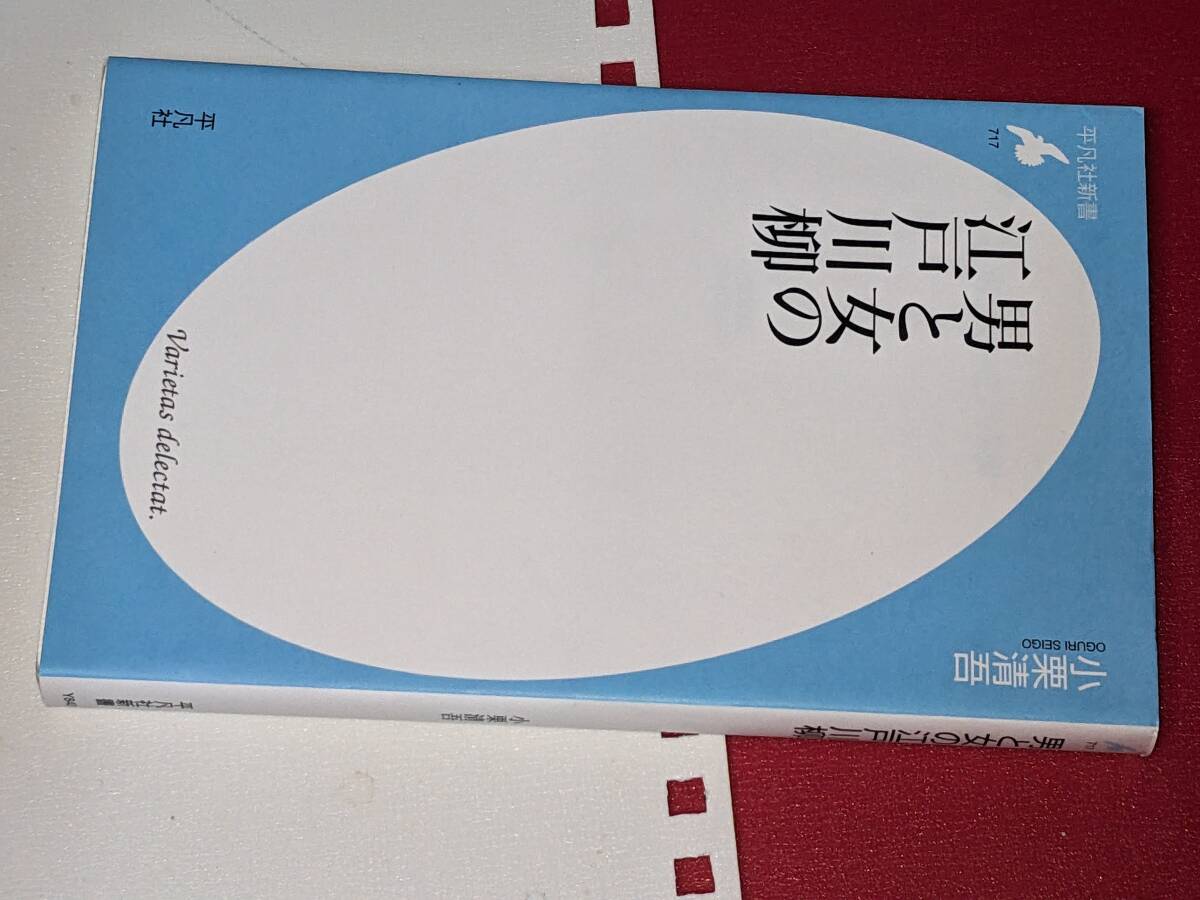 平凡社新書
717
男と女の
江戸川柳
小栗清吾
OGURI SEIGO
Varietas delectat.
平凡社
男と女の江戸川柳
小栗清吾
平凡社新書